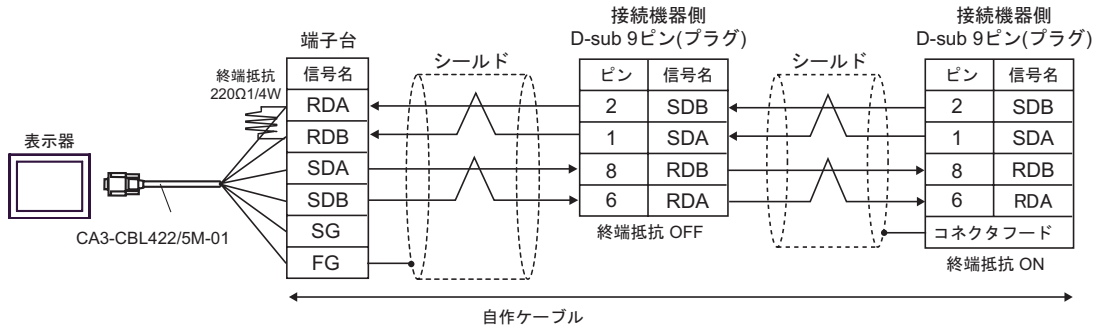 表示器
CA3-CBL422/5M-01
終端抵抗
220Ω1/4W
端子台
信号名
RDA
RDB
SDA
SDB
SG
FG
シールド
接続機器側
D-sub 9ピン(プラグ)
ピン 信号名
2 SDB
1 SDA
8 RDB
6 RDA
終端抵抗 OFF
シールド
接続機器側
D-sub 9ピン(プラグ)
ピン 信号名
2 SDB
1 SDA
8 RDB
6 RDA
コネクタフード
終端抵抗 ON
自作ケーブル